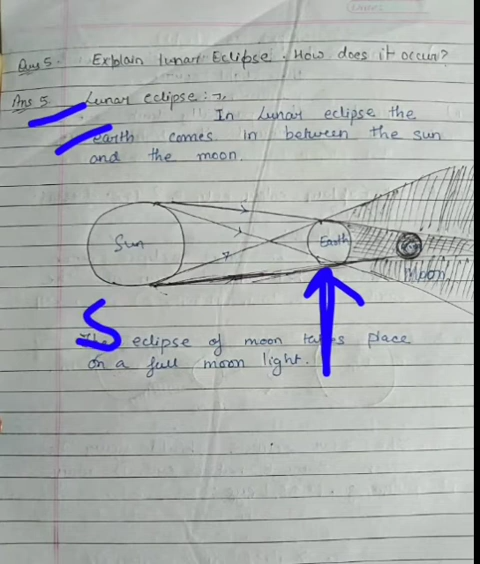 Ques 5. Explain lunar Eclipse. How does it occur?
Ans 5 Lunar eclipse :→
In Lunar eclipse the
earth comes in between the sun
and the moon.
Sun
Earth
Moon
The eclipse of moon takes place
on a full moon light.